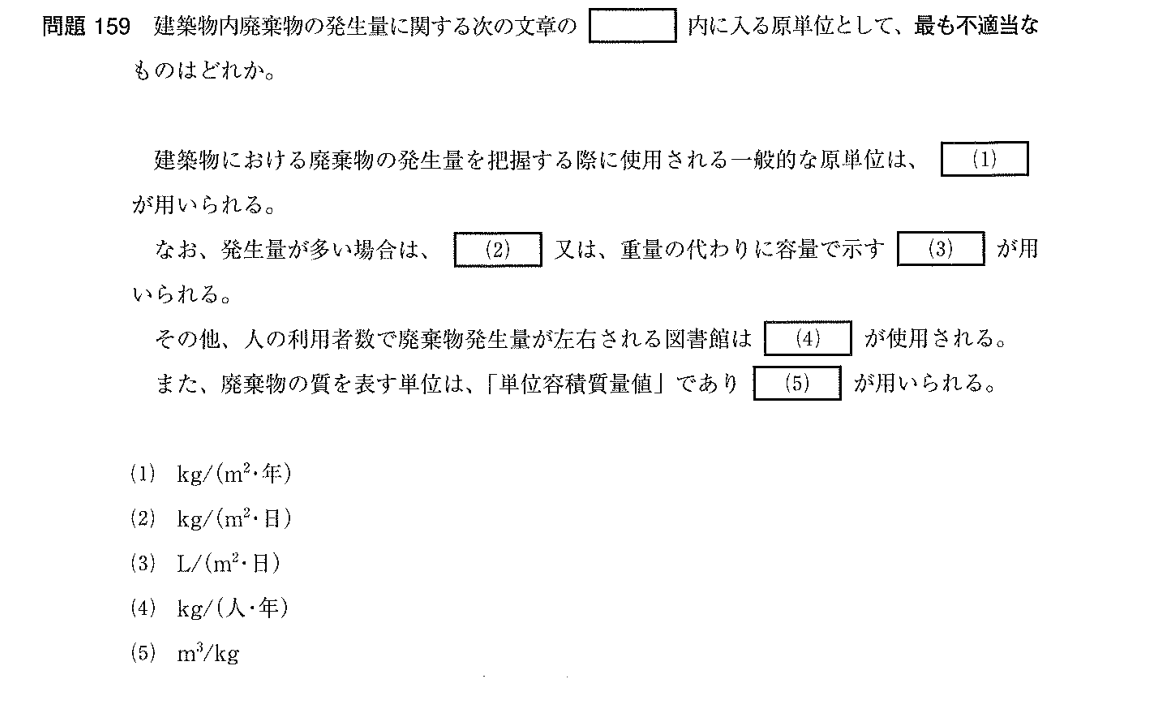 問題 159 建築物内廃棄物の発生量に関する次の文章の 内に入る原単位として、最も不適当な
ものはどれか。
建築物における廃棄物の発生量を把握する際に使用される一般的な原単位は、 (1)
が用いられる。
なお、発生量が多い場合は、 (2) 又は、重量の代わりに容量で示す (3) が用
いられる。
その他、人の利用者数で廃棄物発生量が左右される図書館は (4) が使用される。
また、廃棄物の質を表す単位は、「単位容積質量値」であり (5) が用いられる。
(1) kg/(m²·年)
(2) kg/(m²·日)
(3) L/(m²·日)
(4) kg/(人·年)
(5) m³/kg